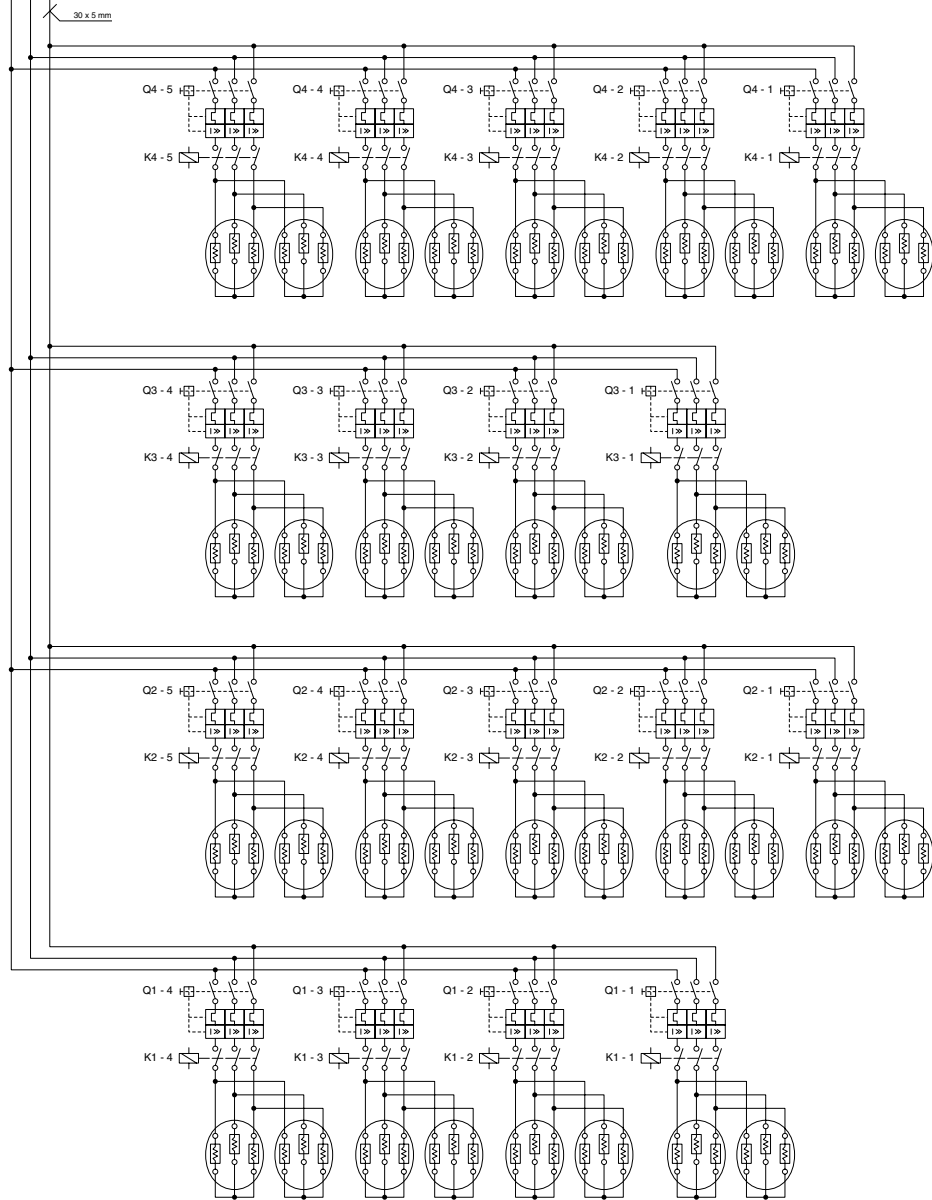 30 x 5 mm
Q4 - 5 Q4 - 4 Q4 - 3 Q4 - 2 Q4 - 1
I≫ I≫ I≫ I≫ I≫ I≫ I≫ I≫ I≫ I≫ I≫ I≫ I≫ I≫ I≫
K4 - 5 K4 - 4 K4 - 3 K4 - 2 K4 - 1
Q3 - 4 Q3 - 3 Q3 - 2 Q3 - 1
I≫ I≫ I≫ I≫ I≫ I≫ I≫ I≫ I≫ I≫ I≫ I≫
K3 - 4 K3 - 3 K3 - 2 K3 - 1
Q2 - 5 Q2 - 4 Q2 - 3 Q2 - 2 Q2 - 1
I≫ I≫ I≫ I≫ I≫ I≫ I≫ I≫ I≫ I≫ I≫ I≫ I≫ I≫ I≫
K2 - 5 K2 - 4 K2 - 3 K2 - 2 K2 - 1
Q1 - 4 Q1 - 3 Q1 - 2 Q1 - 1
I≫ I≫ I≫ I≫ I≫ I≫ I≫ I≫ I≫ I≫ I≫ I≫
K1 - 4 K1 - 3 K1 - 2 K1 - 1